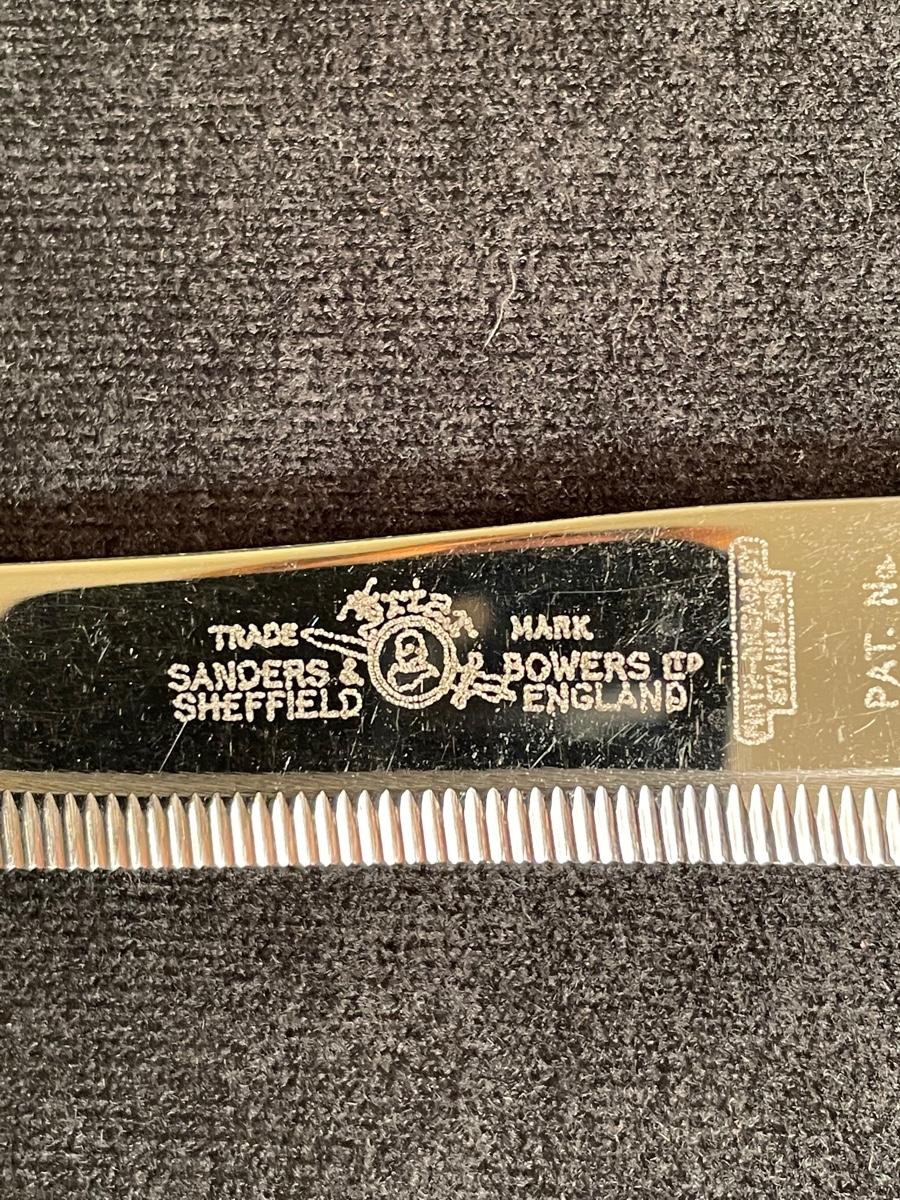 TRADE MARK
SANDERS & BOWERS LTD
SHEFFIELD ENGLAND
STAINLESS
PAT. No